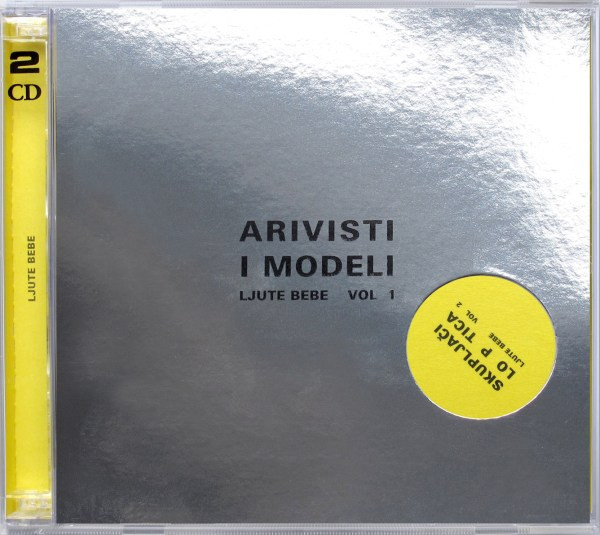 2
CD
LJUTE BEBE
ARIVISTI
I MODELI
LJUTE BEBE VOL 1
SKUPLJAČI
LO P TICA
LJUTE BEBE VOL 2